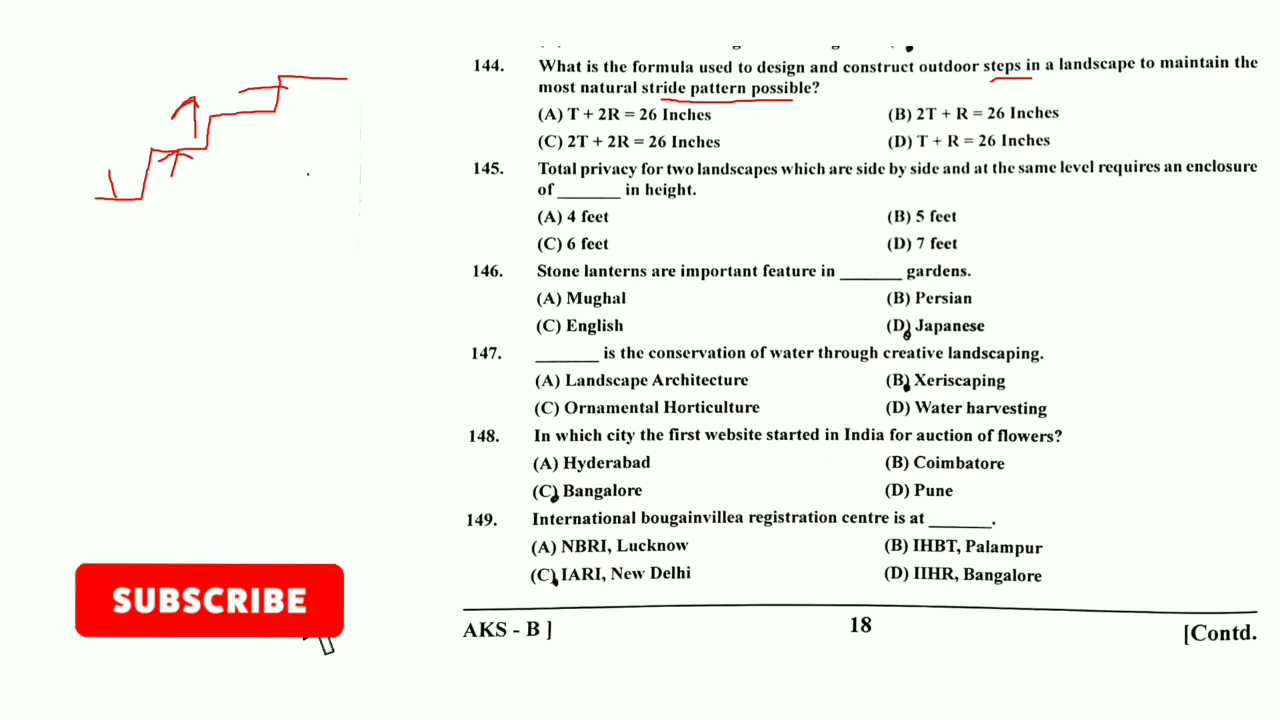 144. What is the formula used to design and construct outdoor steps in a landscape to maintain the
most natural stride pattern possible?
(A) T + 2R = 26 Inches (B) 2T + R = 26 Inches
(C) 2T + 2R = 26 Inches (D) T + R = 26 Inches
145. Total privacy for two landscapes which are side by side and at the same level requires an enclosure
of _______ in height.
(A) 4 feet (B) 5 feet
(C) 6 feet (D) 7 feet
146. Stone lanterns are important feature in _______ gardens.
(A) Mughal (B) Persian
(C) English (D) Japanese
147. _______ is the conservation of water through creative landscaping.
(A) Landscape Architecture (B) Xeriscaping
(C) Ornamental Horticulture (D) Water harvesting
148. In which city the first website started in India for auction of flowers?
(A) Hyderabad (B) Coimbatore
(C) Bangalore (D) Pune
149. International bougainvillea registration centre is at _______.
(A) NBRI, Lucknow (B) IHBT, Palampur
(C) IARI, New Delhi (D) IIHR, Bangalore
SUBSCRIBE
AKS - B ] 18 [Contd.